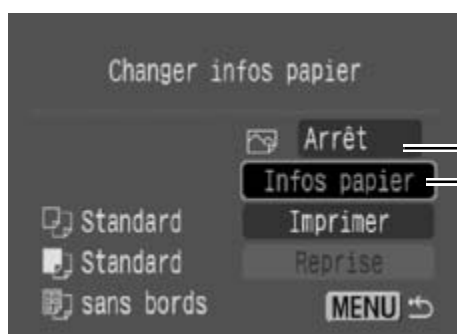 Changer infos papier
Arrêt
Infos papier
Standard Imprimer
Standard Reprise
sans bords MENU